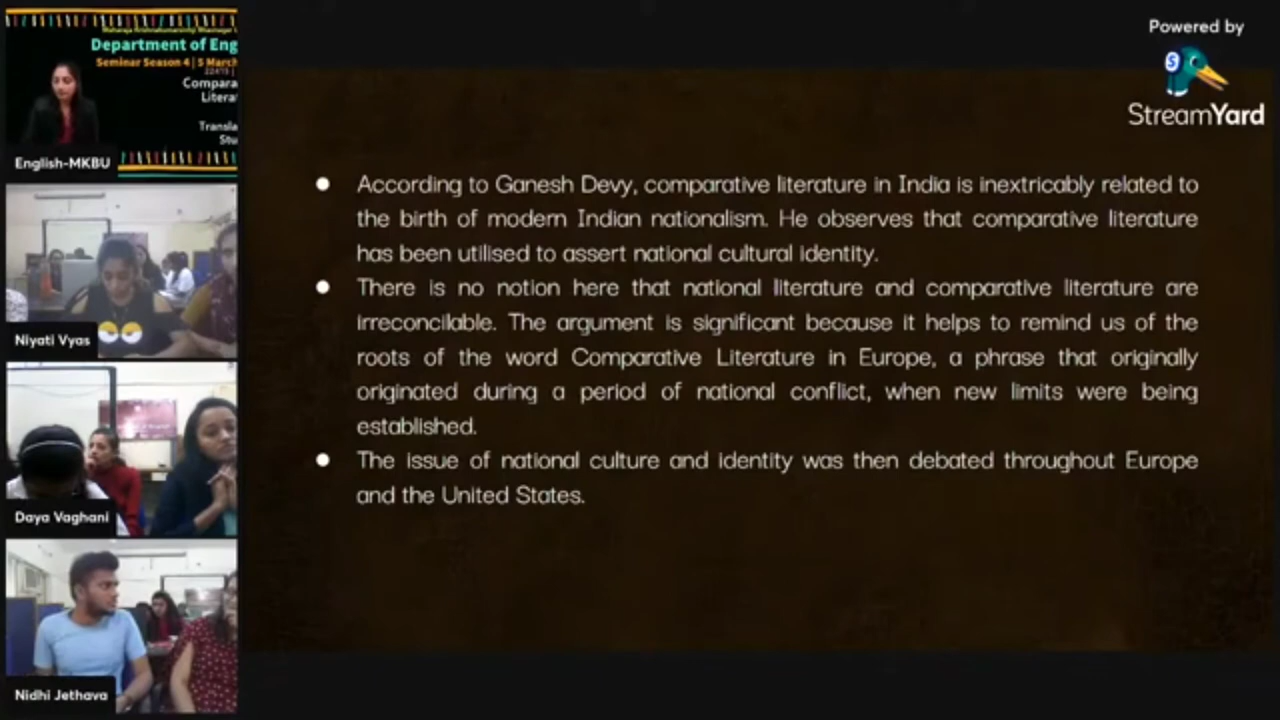 Maharaja Krishnakumarsinhji Bhavnagar
Department of Eng
Seminar Season 4 | 5 March
Compara
Litera
Transla
Stu
English-MKBU
Niyati Vyas
Daya Vaghani
Nidhi Jethava
Powered by
S
StreamYard
● According to Ganesh Devy, comparative literature in India is inextricably related to
the birth of modern Indian nationalism. He observes that comparative literature
has been utilised to assert national cultural identity.
● There is no notion here that national literature and comparative literature are
irreconcilable. The argument is significant because it helps to remind us of the
roots of the word Comparative Literature in Europe, a phrase that originally
originated during a period of national conflict, when new limits were being
established.
● The issue of national culture and identity was then debated throughout Europe
and the United States.